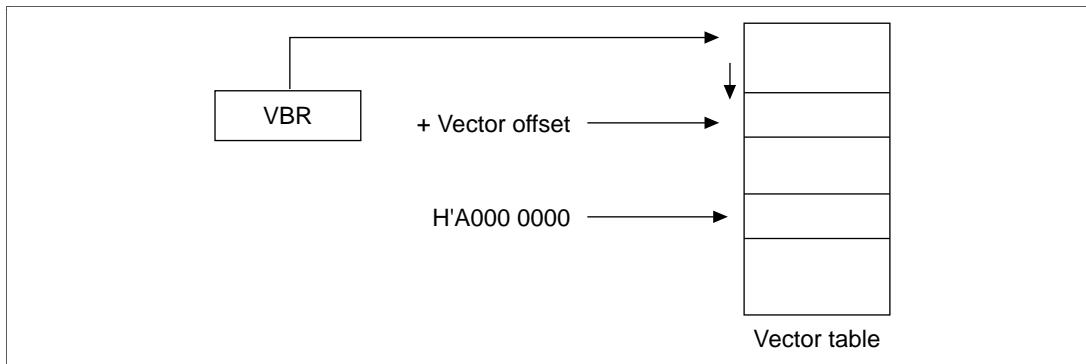 VBR
+ Vector offset
H'A000 0000
Vector table